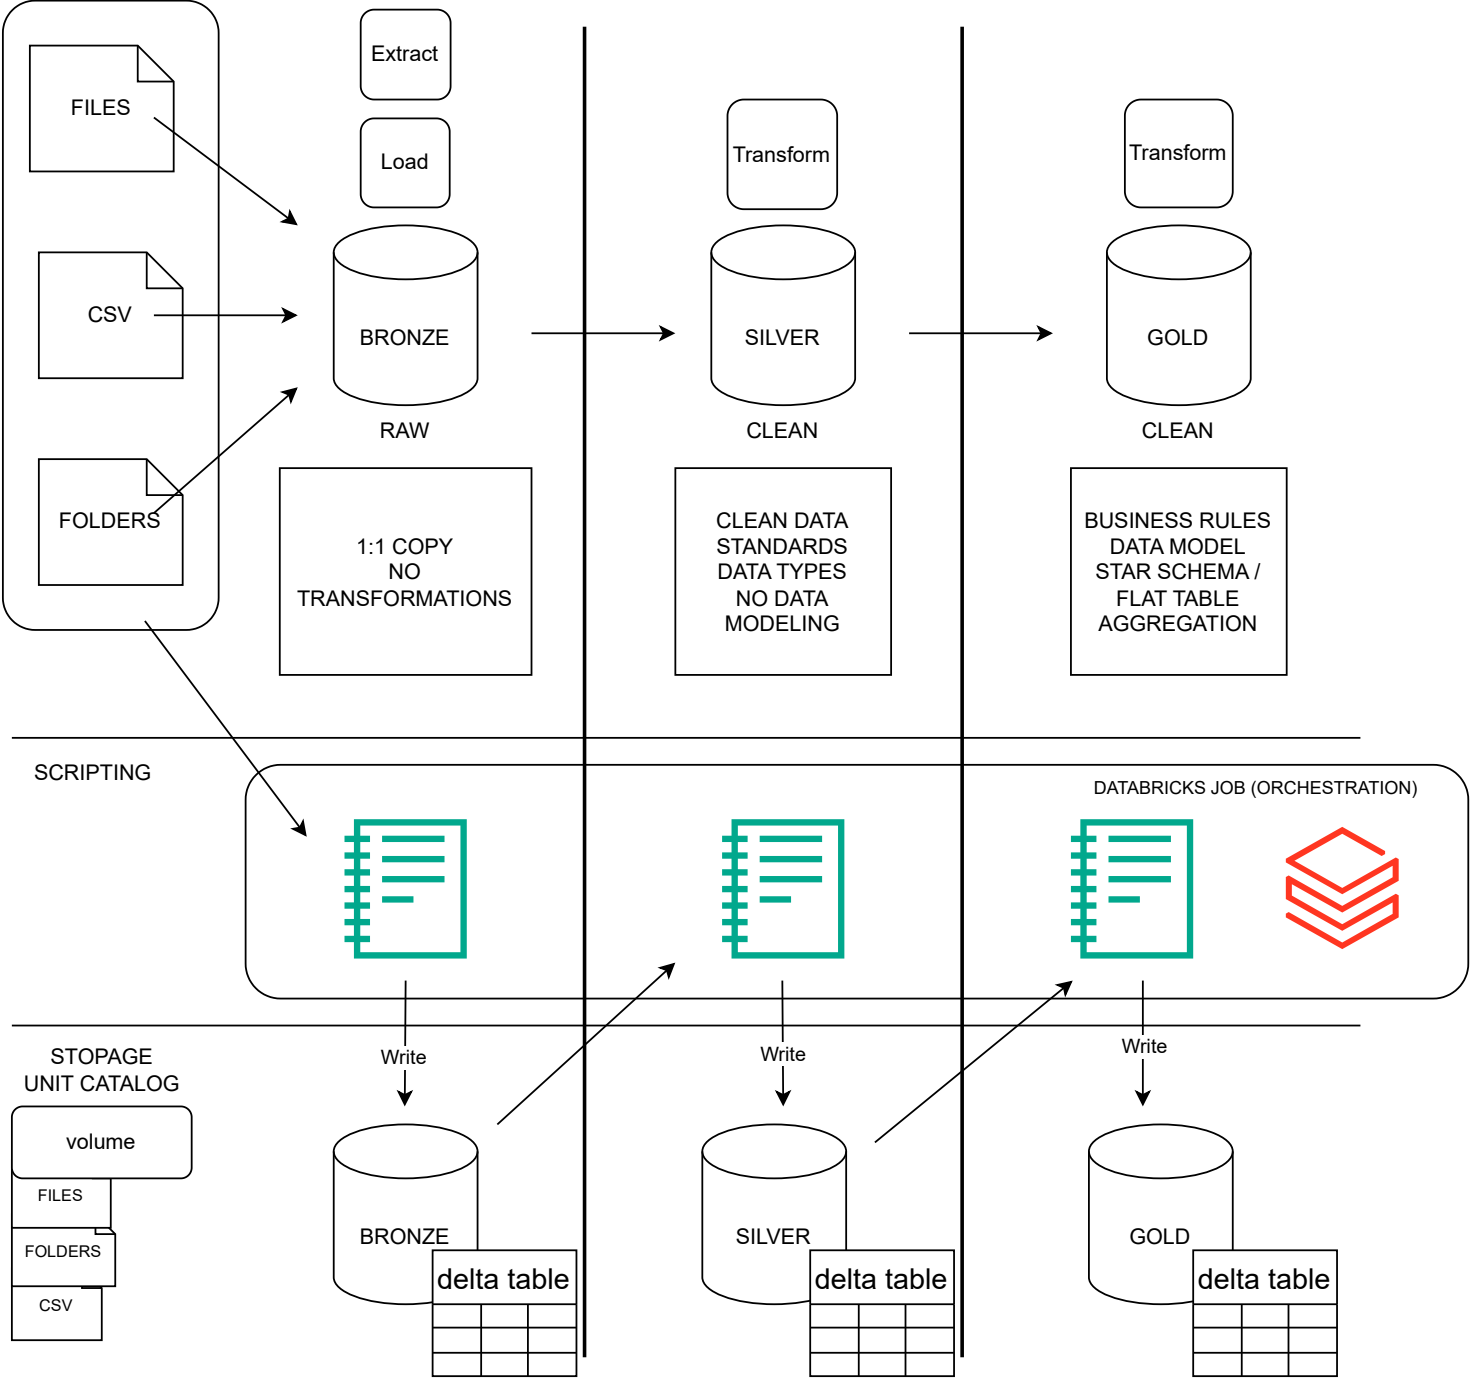 FILES
CSV
FOLDERS
Extract
Load
BRONZE
RAW
1:1 COPY
NO
TRANSFORMATIONS
Transform
SILVER
CLEAN
CLEAN DATA
STANDARDS
DATA TYPES
NO DATA
MODELING
Transform
GOLD
CLEAN
BUSINESS RULES
DATA MODEL
STAR SCHEMA /
FLAT TABLE
AGGREGATION
SCRIPTING
DATABRICKS JOB (ORCHESTRATION)
STOPAGE
UNIT CATALOG
volume
FILES
FOLDERS
CSV
Write
BRONZE
delta table
Write
SILVER
delta table
Write
GOLD
delta table